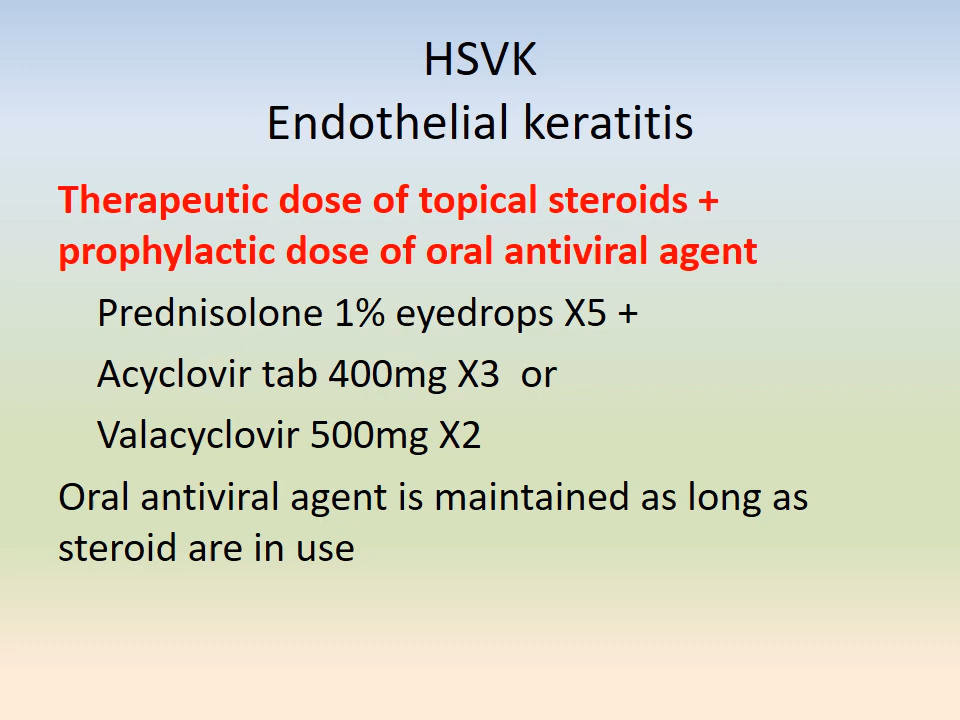 HSVK
Endothelial keratitis
Therapeutic dose of topical steroids +
prophylactic dose of oral antiviral agent
Prednisolone 1% eyedrops X5 +
Acyclovir tab 400mg X3  or
Valacyclovir 500mg X2
Oral antiviral agent is maintained as long as
steroid are in use